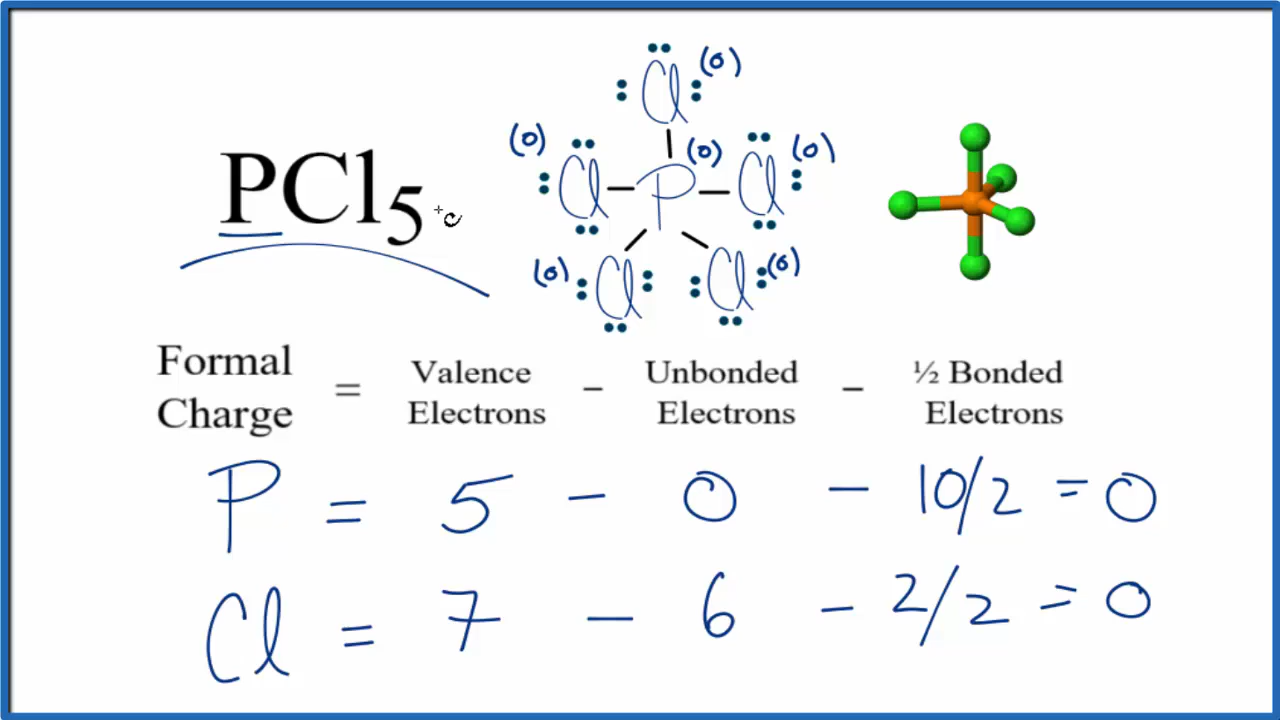 (0)
Cl
(0) (0) (0)
PCl5
Cl P Cl
(0) (0)
Cl Cl
Formal Charge = Valence Electrons − Unbonded Electrons − ½ Bonded Electrons
P = 5 − 0 − 10/2 = 0
Cl = 7 − 6 − 2/2 = 0